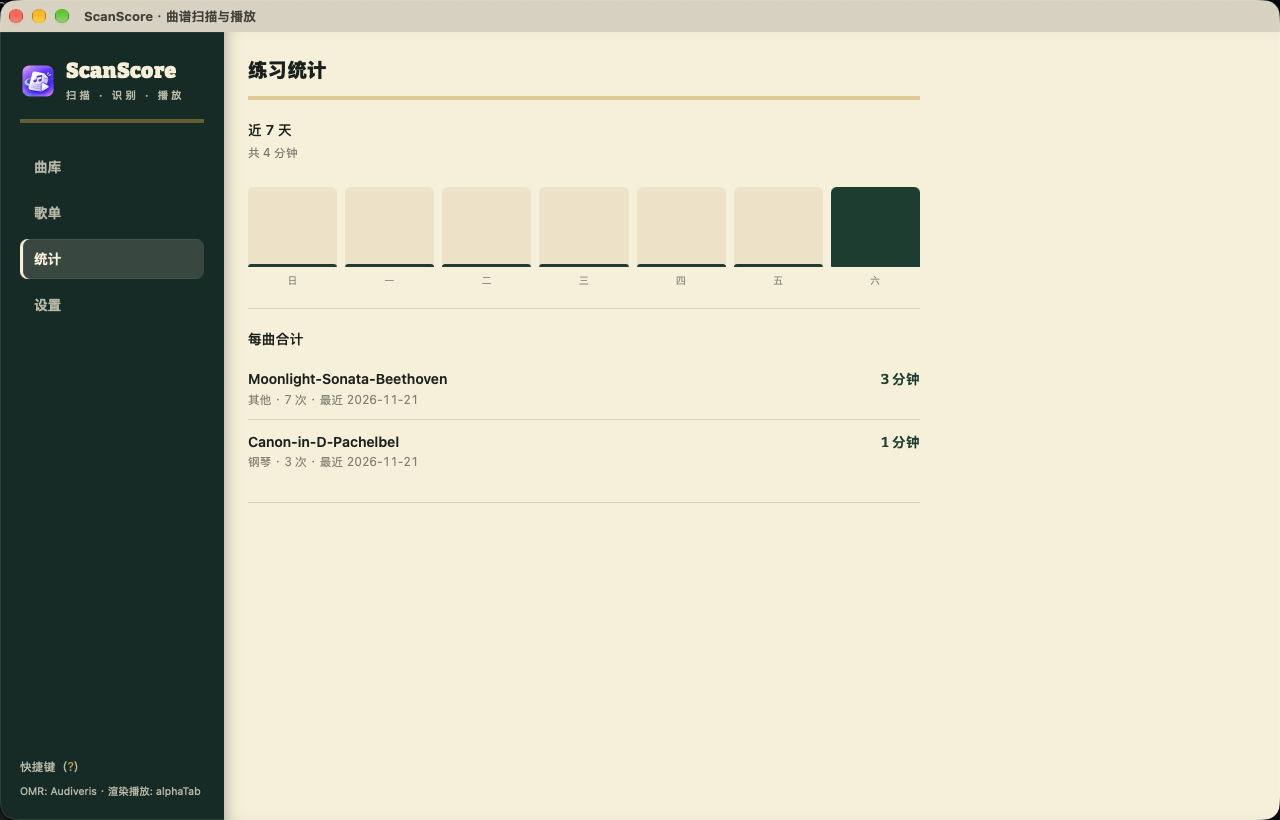 ScanScore · 曲谱扫描与播放
ScanScore
扫描 · 识别 · 播放
曲库
歌单
统计
设置
快捷键 (?)
OMR: Audiveris · 渲染播放: alphaTab
练习统计
近 7 天
共 4 分钟
日 一 二 三 四 五 六
每曲合计
Moonlight-Sonata-Beethoven 3 分钟
其他 · 7 次 · 最近 2026-11-21
Canon-in-D-Pachelbel 1 分钟
钢琴 · 3 次 · 最近 2026-11-21